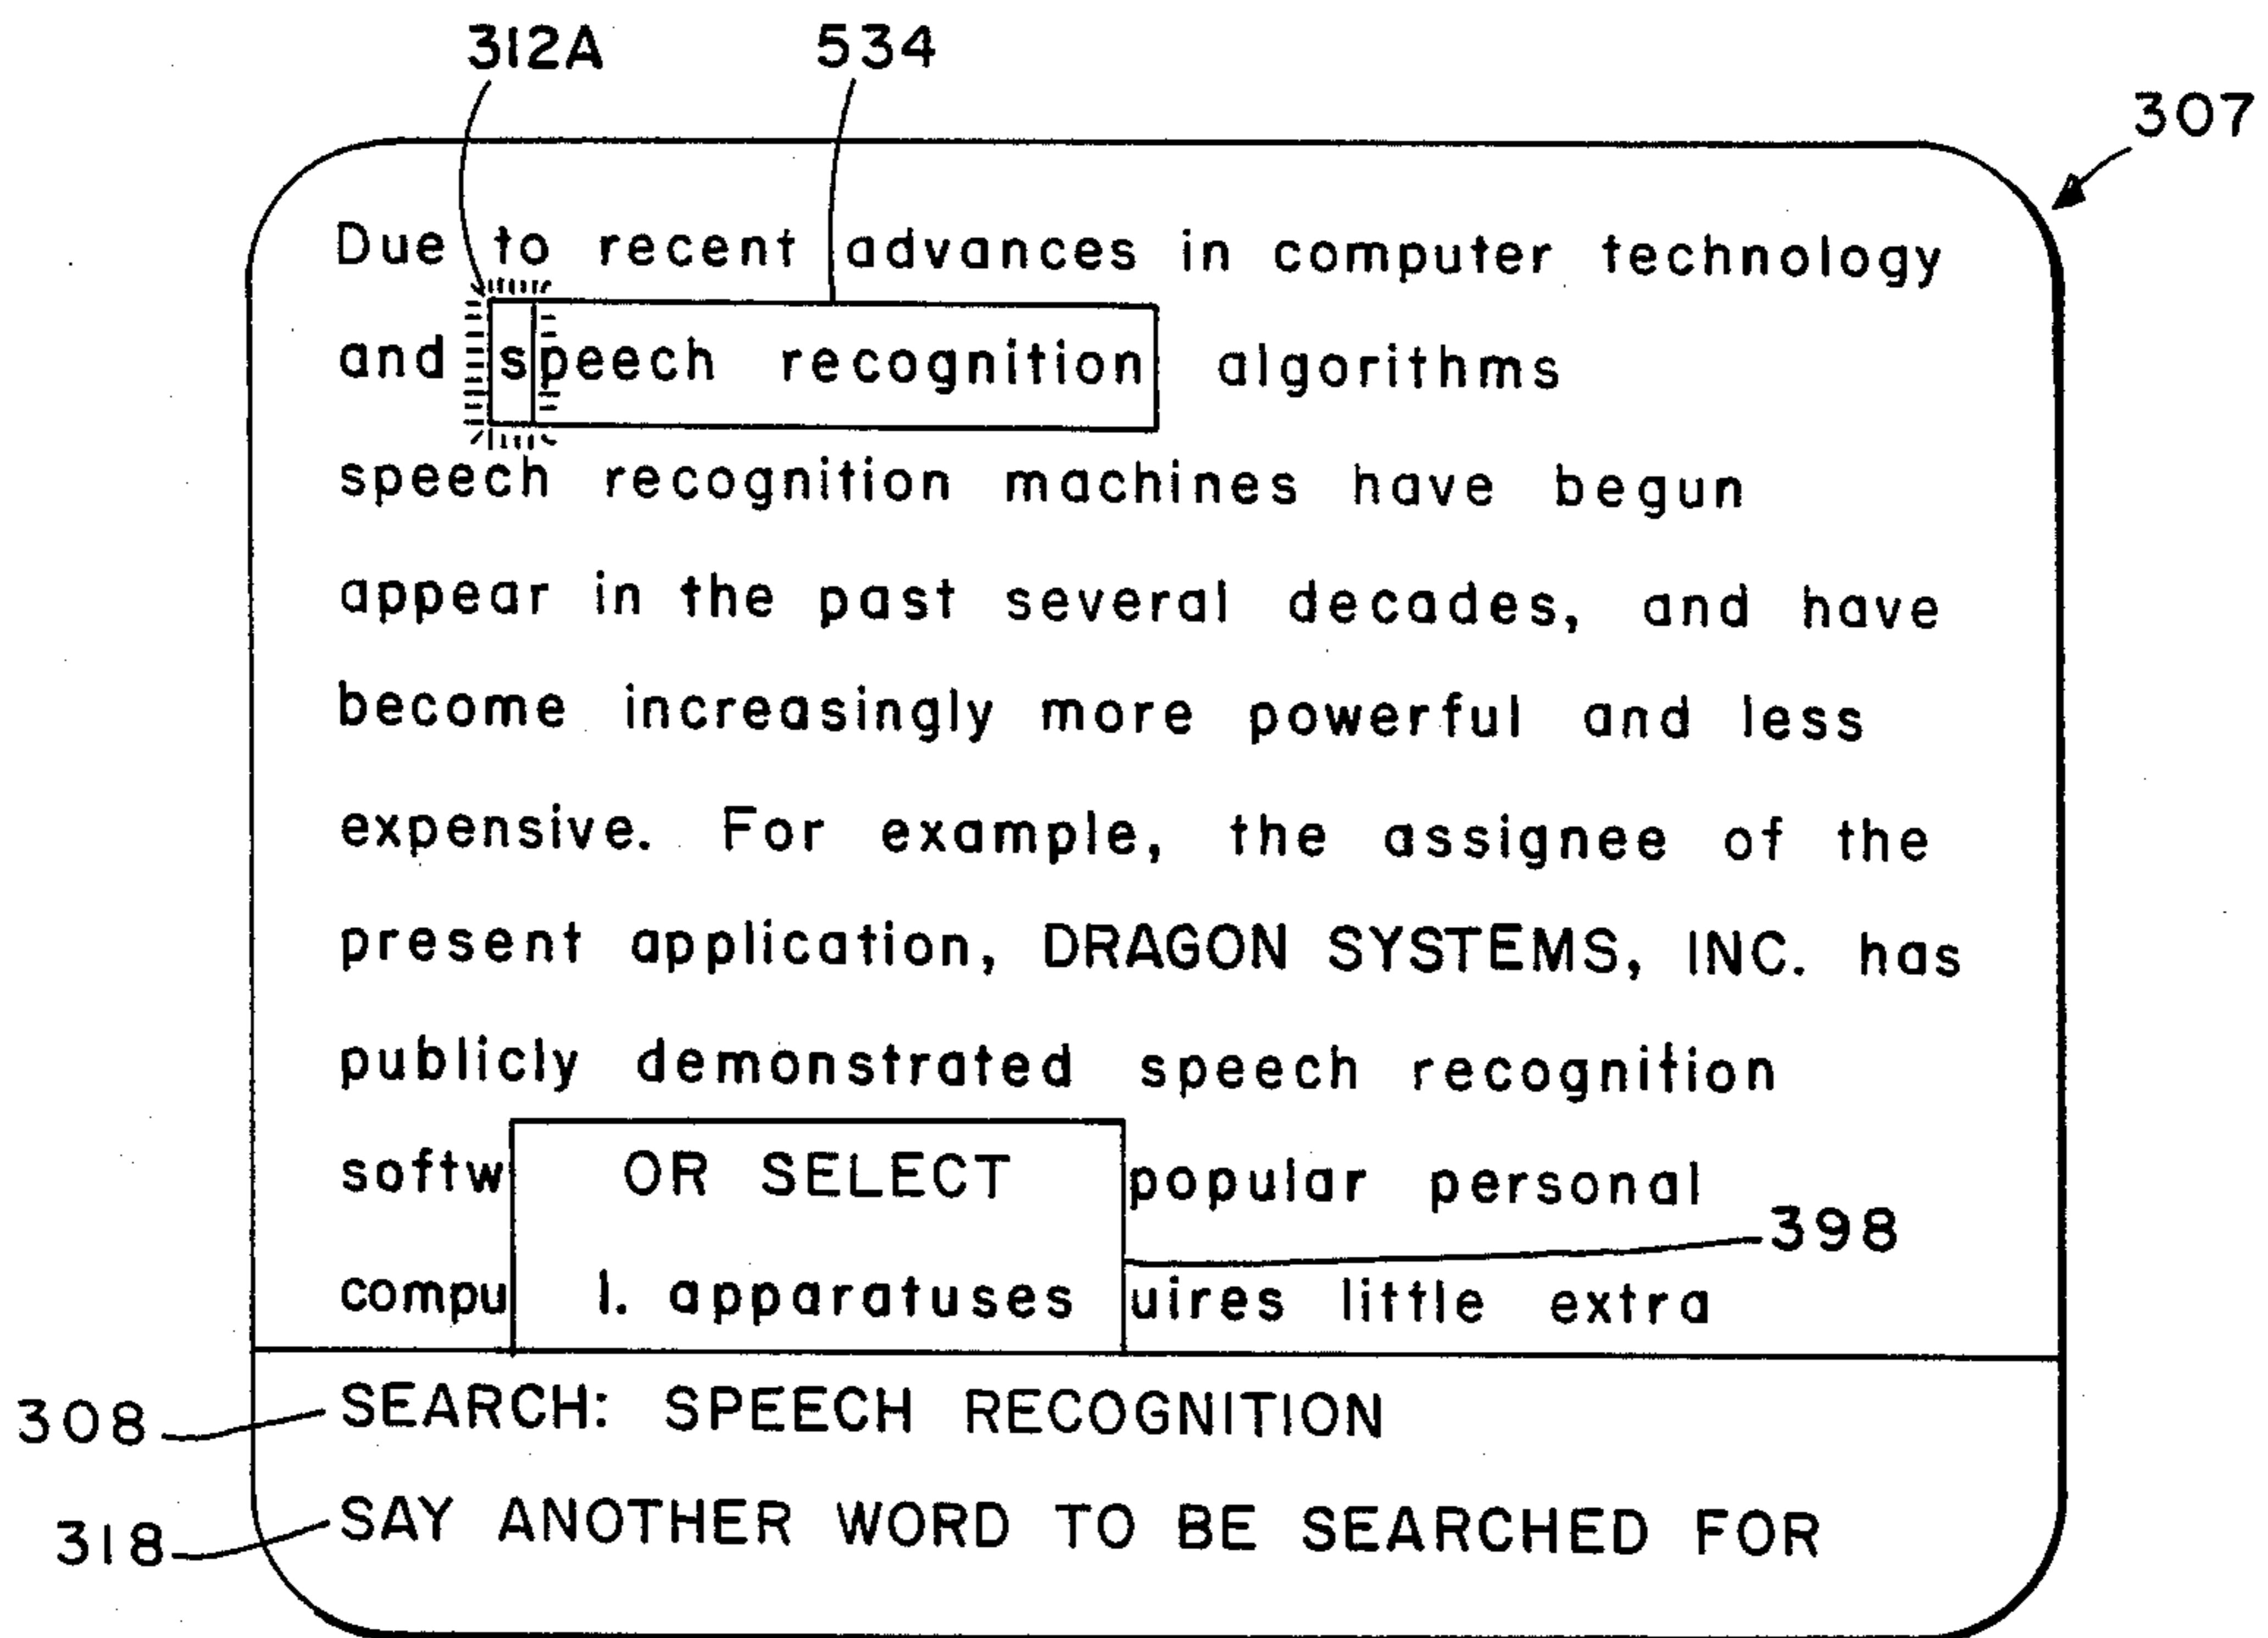 312A 534
307
Due to recent advances in computer technology
and speech recognition algorithms
speech recognition machines have begun
appear in the past several decades, and have
become increasingly more powerful and less
expensive. For example, the assignee of the
present application, DRAGON SYSTEMS, INC. has
publicly demonstrated speech recognition
softw OR SELECT popular personal
398
compu 1. apparatuses uires little extra
308 SEARCH: SPEECH RECOGNITION
318 SAY ANOTHER WORD TO BE SEARCHED FOR